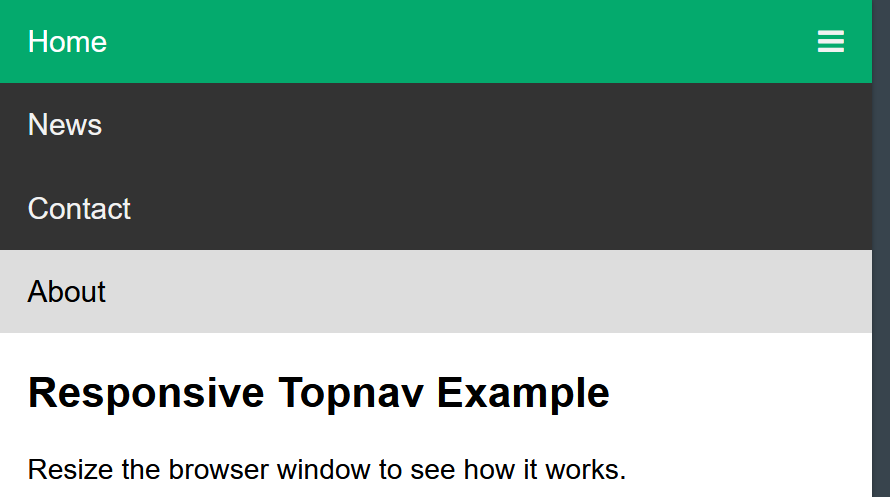 Home
News
Contact
About
Responsive Topnav Example
Resize the browser window to see how it works.